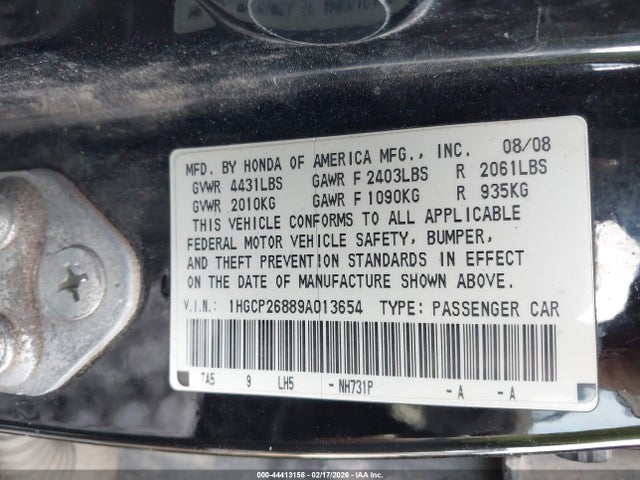 MFD. BY HONDA OF AMERICA MFG., INC. 08/08
GVWR 4431LBS GAWR F 2403LBS R 2061LBS
GVWR 2010KG GAWR F 1090KG R 935KG
THIS VEHICLE CONFORMS TO ALL APPLICABLE
FEDERAL MOTOR VEHICLE SAFETY, BUMPER,
AND THEFT PREVENTION STANDARDS IN EFFECT
ON THE DATE OF MANUFACTURE SHOWN ABOVE.
V.I.N.: 1HGCP26889A013654 TYPE: PASSENGER CAR
TA5 9 LH5 - NH731P - A - A
000-44413158 - 02/17/2026 - © IAA Holdings, LLC